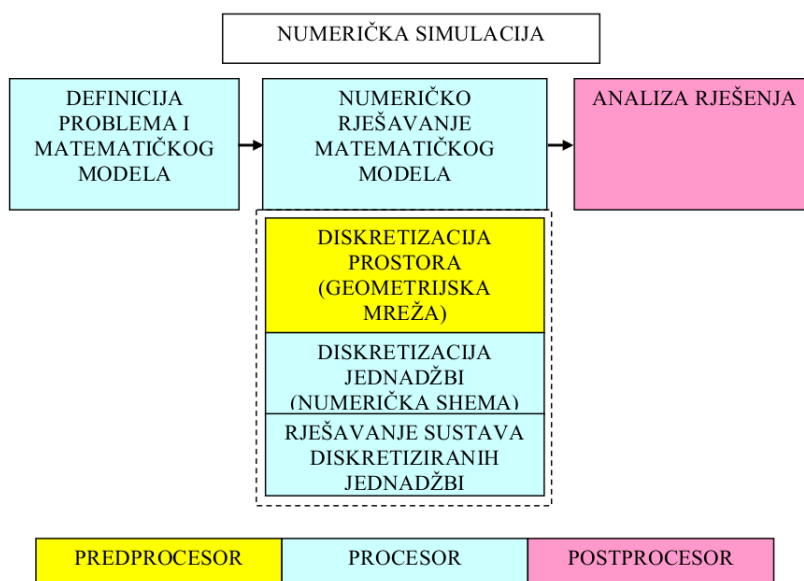 NUMERIČKA SIMULACIJA
DEFINICIJA
PROBLEMA I
MATEMATIČKOG
MODELA
NUMERIČKO
RJEŠAVANJE
MATEMATIČKOG
MODELA
ANALIZA RJEŠENJA
DISKRETIZACIJA
PROSTORA
(GEOMETRIJSKA
MREŽA)
DISKRETIZACIJA
JEDNADŽBI
(NUMERIČKA SHEMA)
RJEŠAVANJE SUSTAVA
DISKRETIZIRANIH
JEDNADŽBI
PREDPROCESOR
PROCESOR
POSTPROCESOR